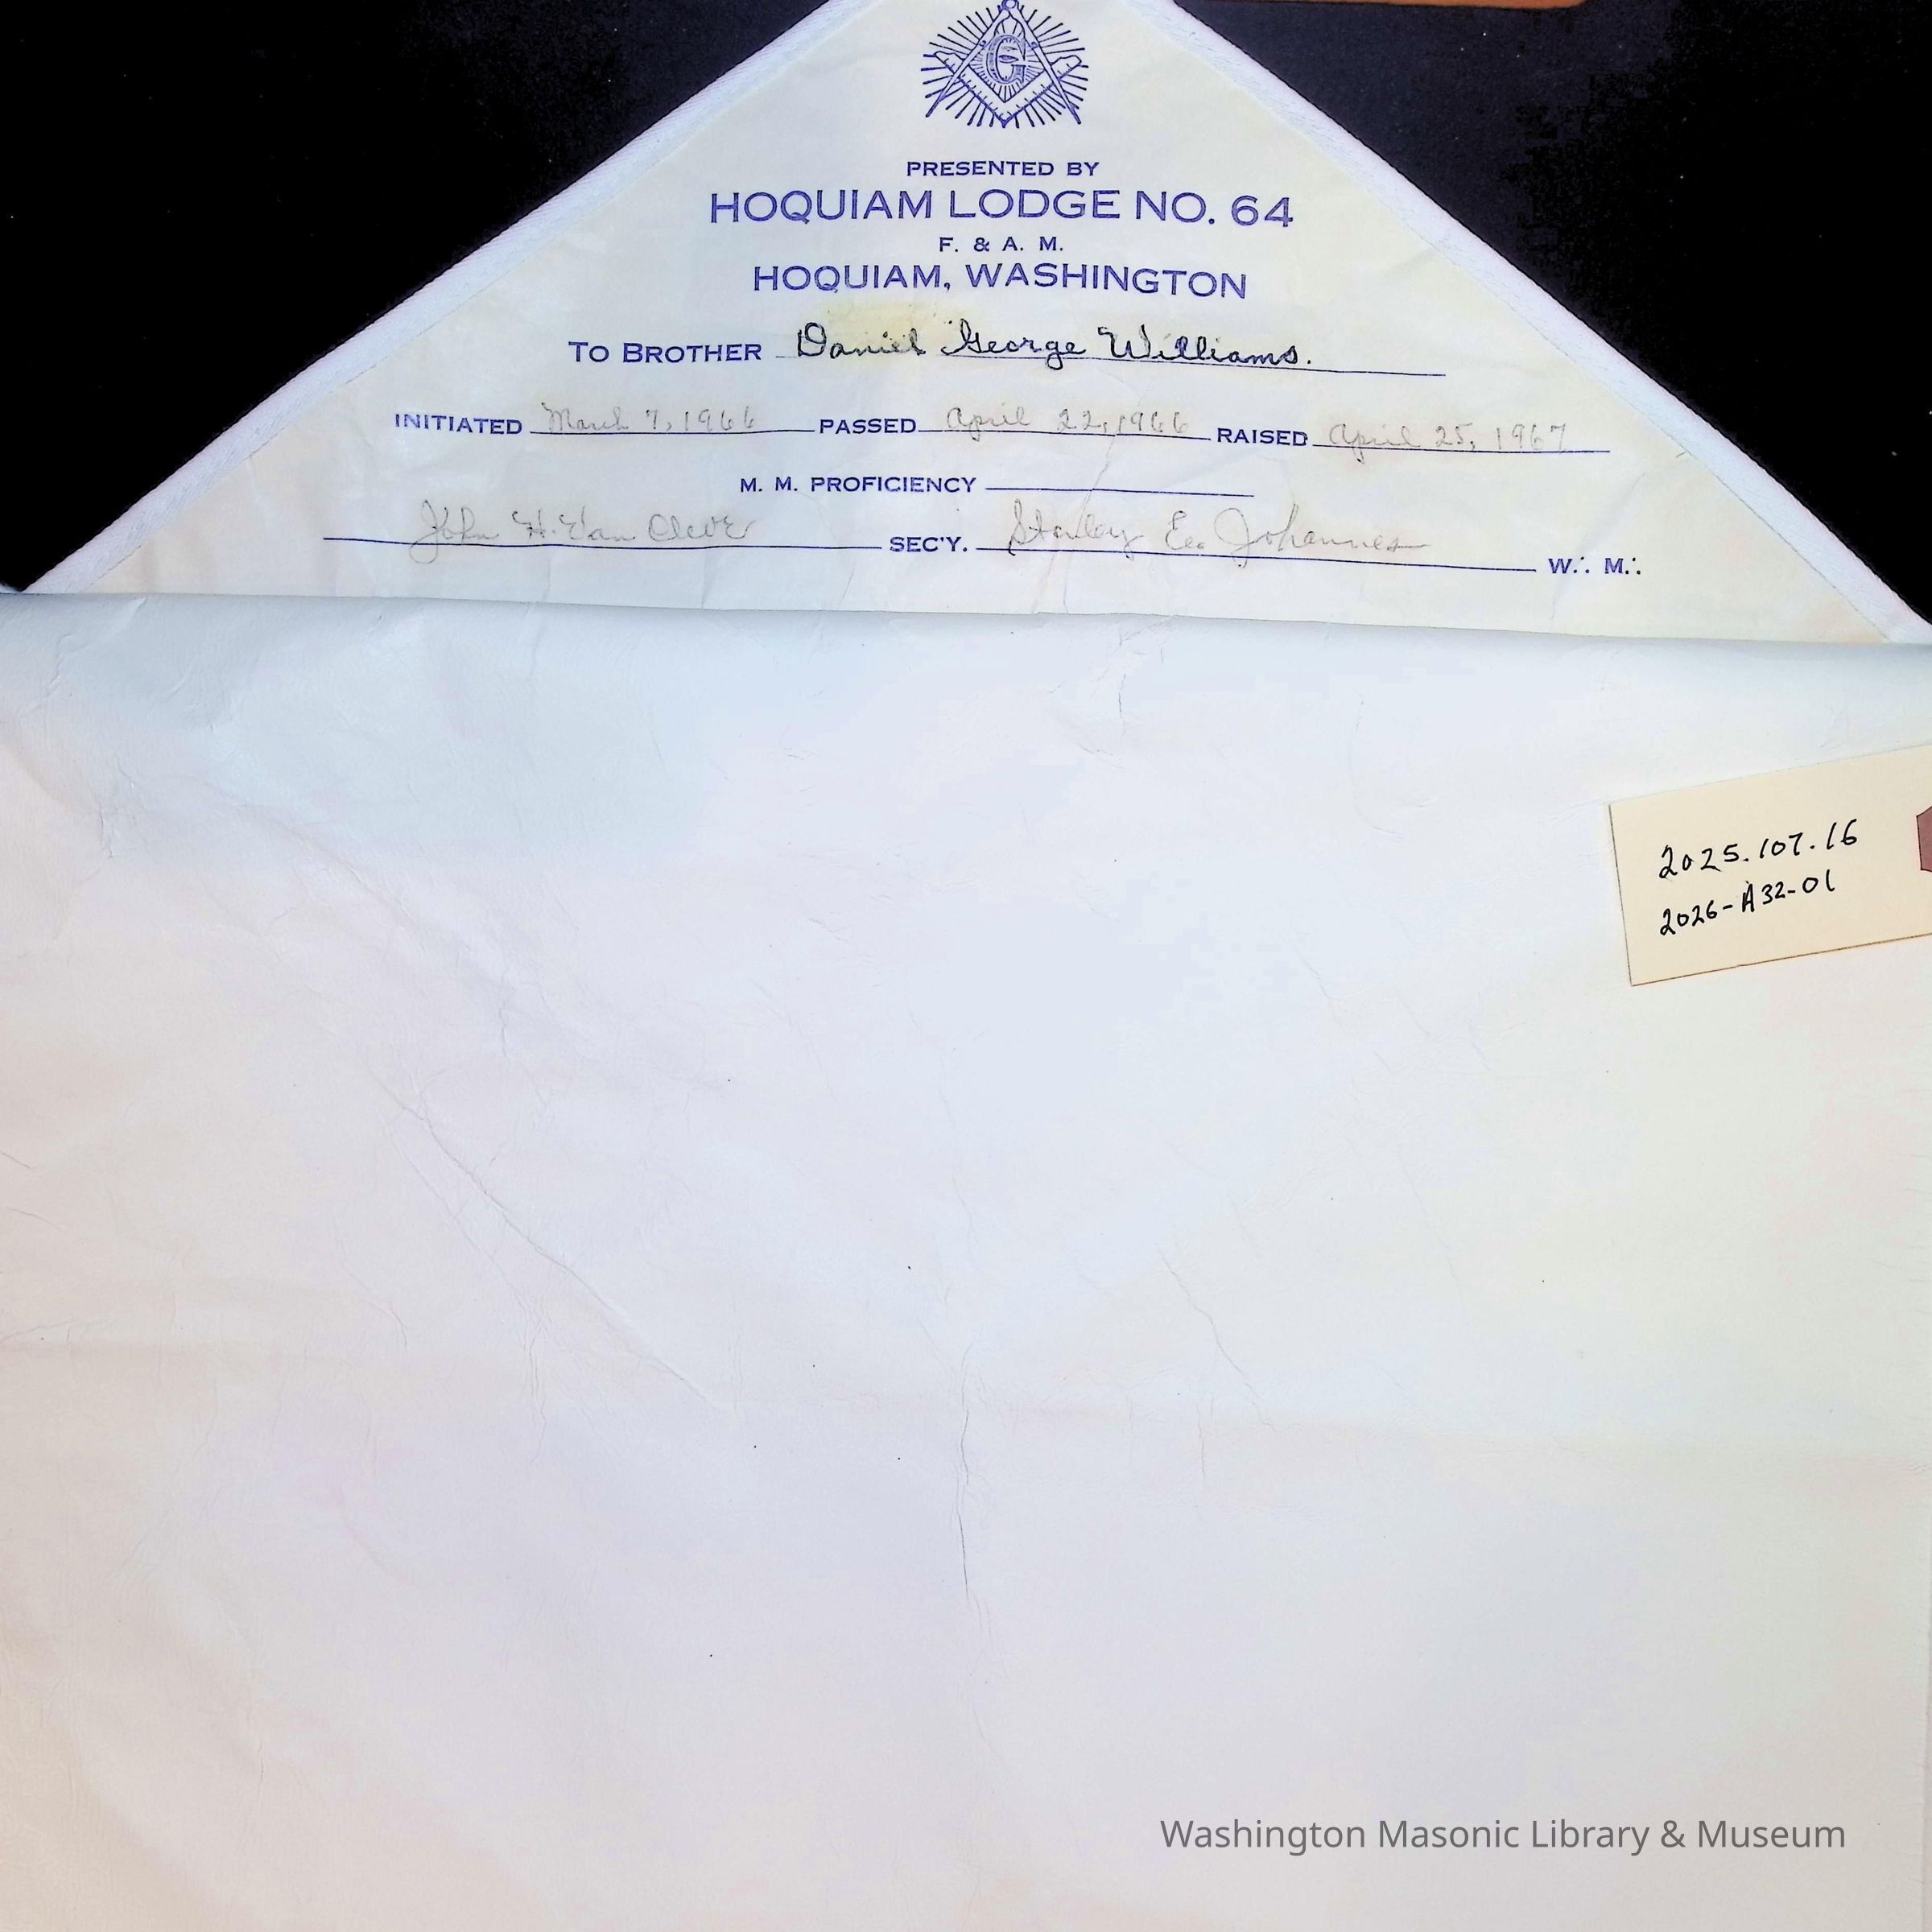 G
PRESENTED BY
HOQUIAM LODGE NO. 64
F. & A. M.
HOQUIAM, WASHINGTON
TO BROTHER Daniel George Williams.
INITIATED March 7, 1966 PASSED April 22, 1966 RAISED April 25, 1967
M. M. PROFICIENCY
John H. Van Cleve SEC'Y. Stanley E. Johannes W∴ M∴
2025.107.16
2026-A32-01
Washington Masonic Library & Museum